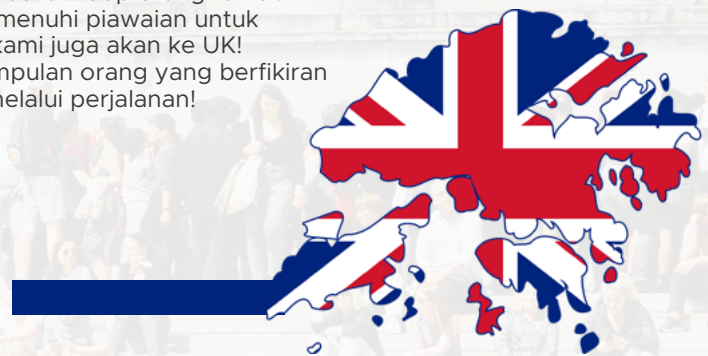 menuhi piawaian untuk
kami juga akan ke UK!
mpulan orang yang berfikiran
melalui perjalanan!